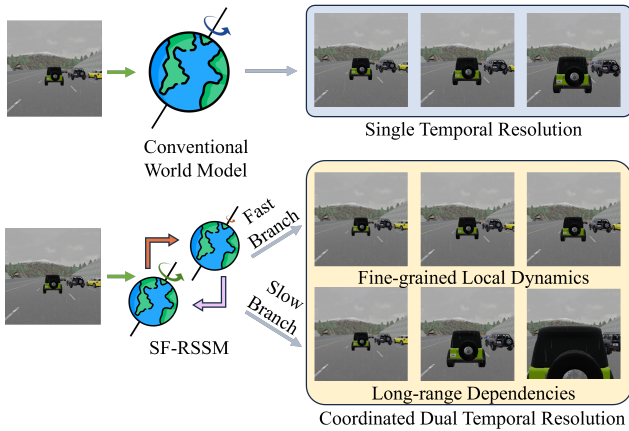 Single Temporal Resolution
Conventional
World Model
Fast
Branch
Fine-grained Local Dynamics
Slow
Branch
SF-RSSM
Long-range Dependencies
Coordinated Dual Temporal Resolution